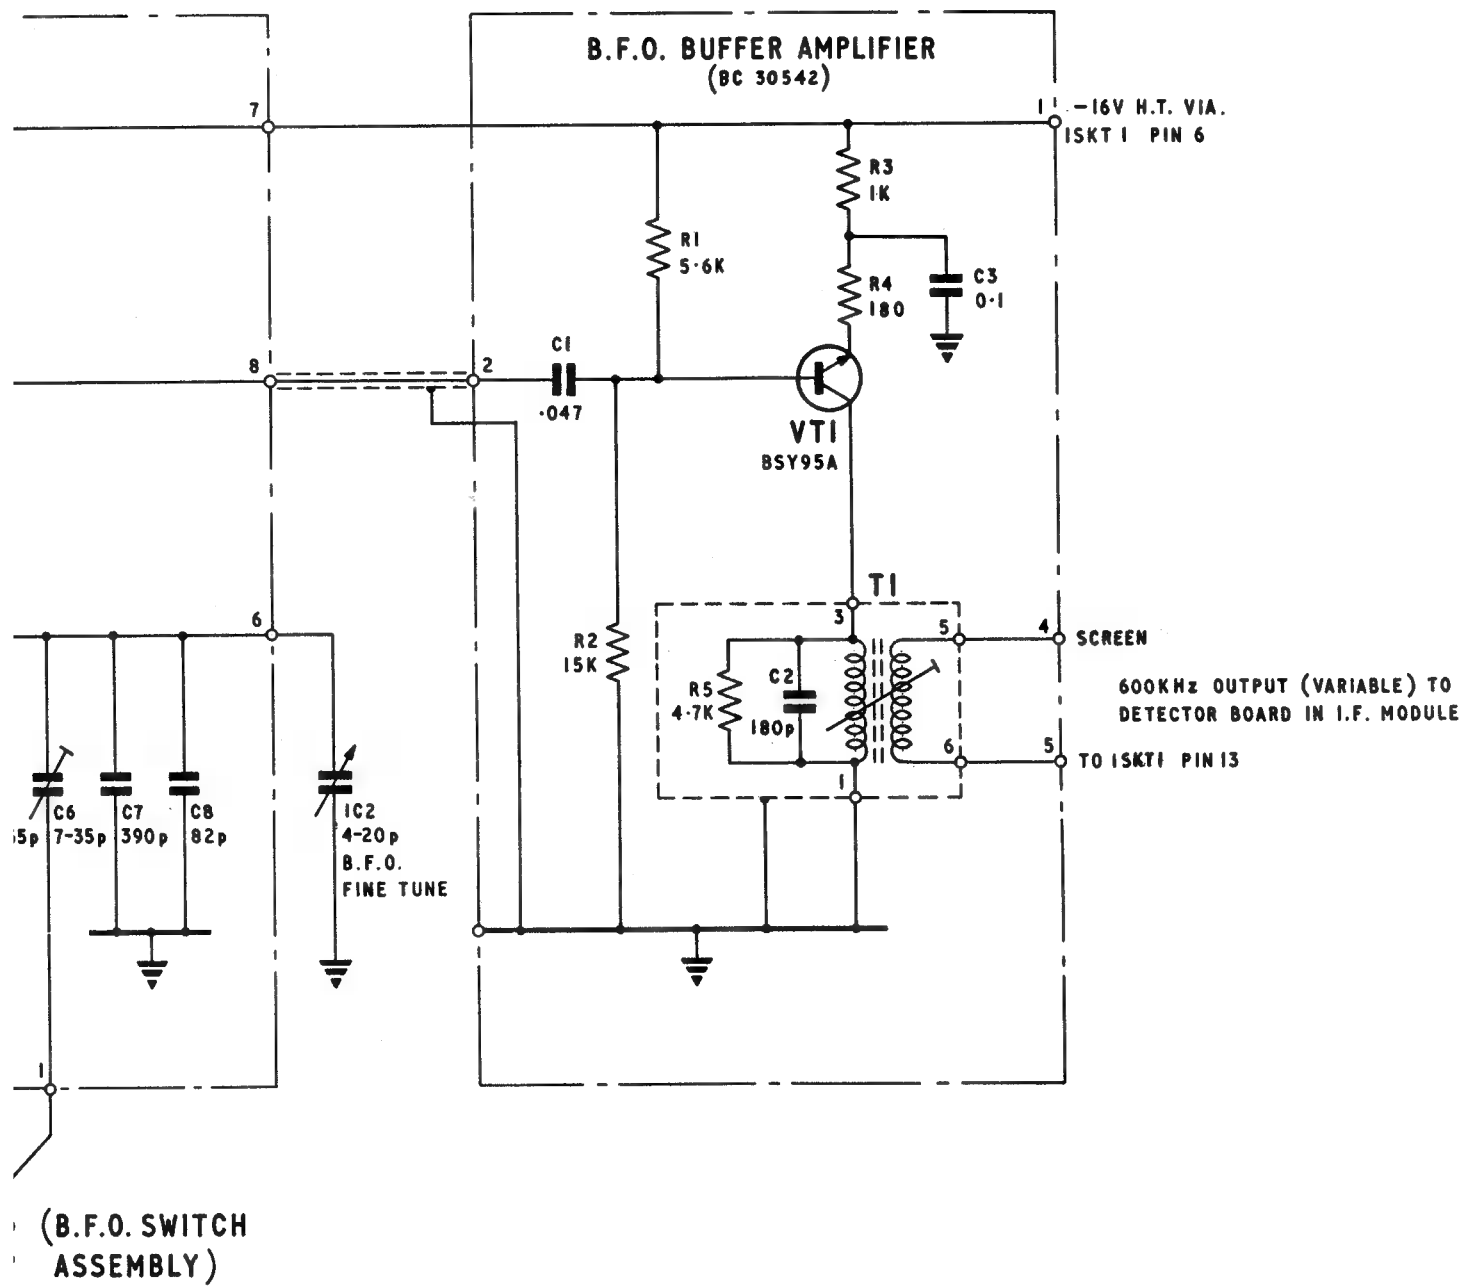 B.F.O. BUFFER AMPLIFIER
(BC 30542)
7
1
-16V H.T. VIA.
1SKT 1 PIN 6
R3
1K
R1
5·6K
R4
180
C3
0·1
8
2
C1
·047
VT1
BSY95A
T1
3
6
R2
15K
R5
4·7K
C2
180p
5
4
SCREEN
600KHz OUTPUT (VARIABLE) TO
DETECTOR BOARD IN I.F. MODULE
6
5
TO 1SKT1 PIN 13
1
C6
7-35p
C7
390p
C8
82p
1C2
4-20p
B.F.O.
FINE TUNE
1
(B.F.O. SWITCH
ASSEMBLY)